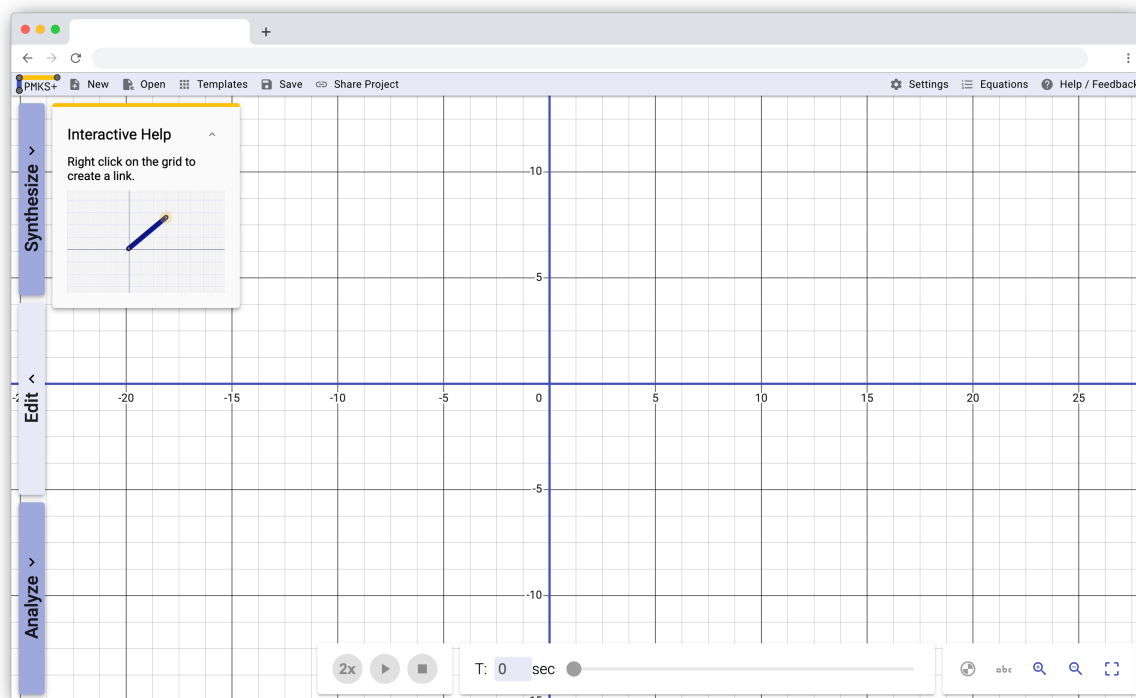 PMKS+ New Open Templates Save Share Project Settings Equations Help / Feedback
Synthesize
Interactive Help
Right click on the grid to
create a link.
10
5
-20 -15 -10 -5 0 5 10 15 20 25
Edit
-5
-10
Analyze
2x T: 0 sec abc